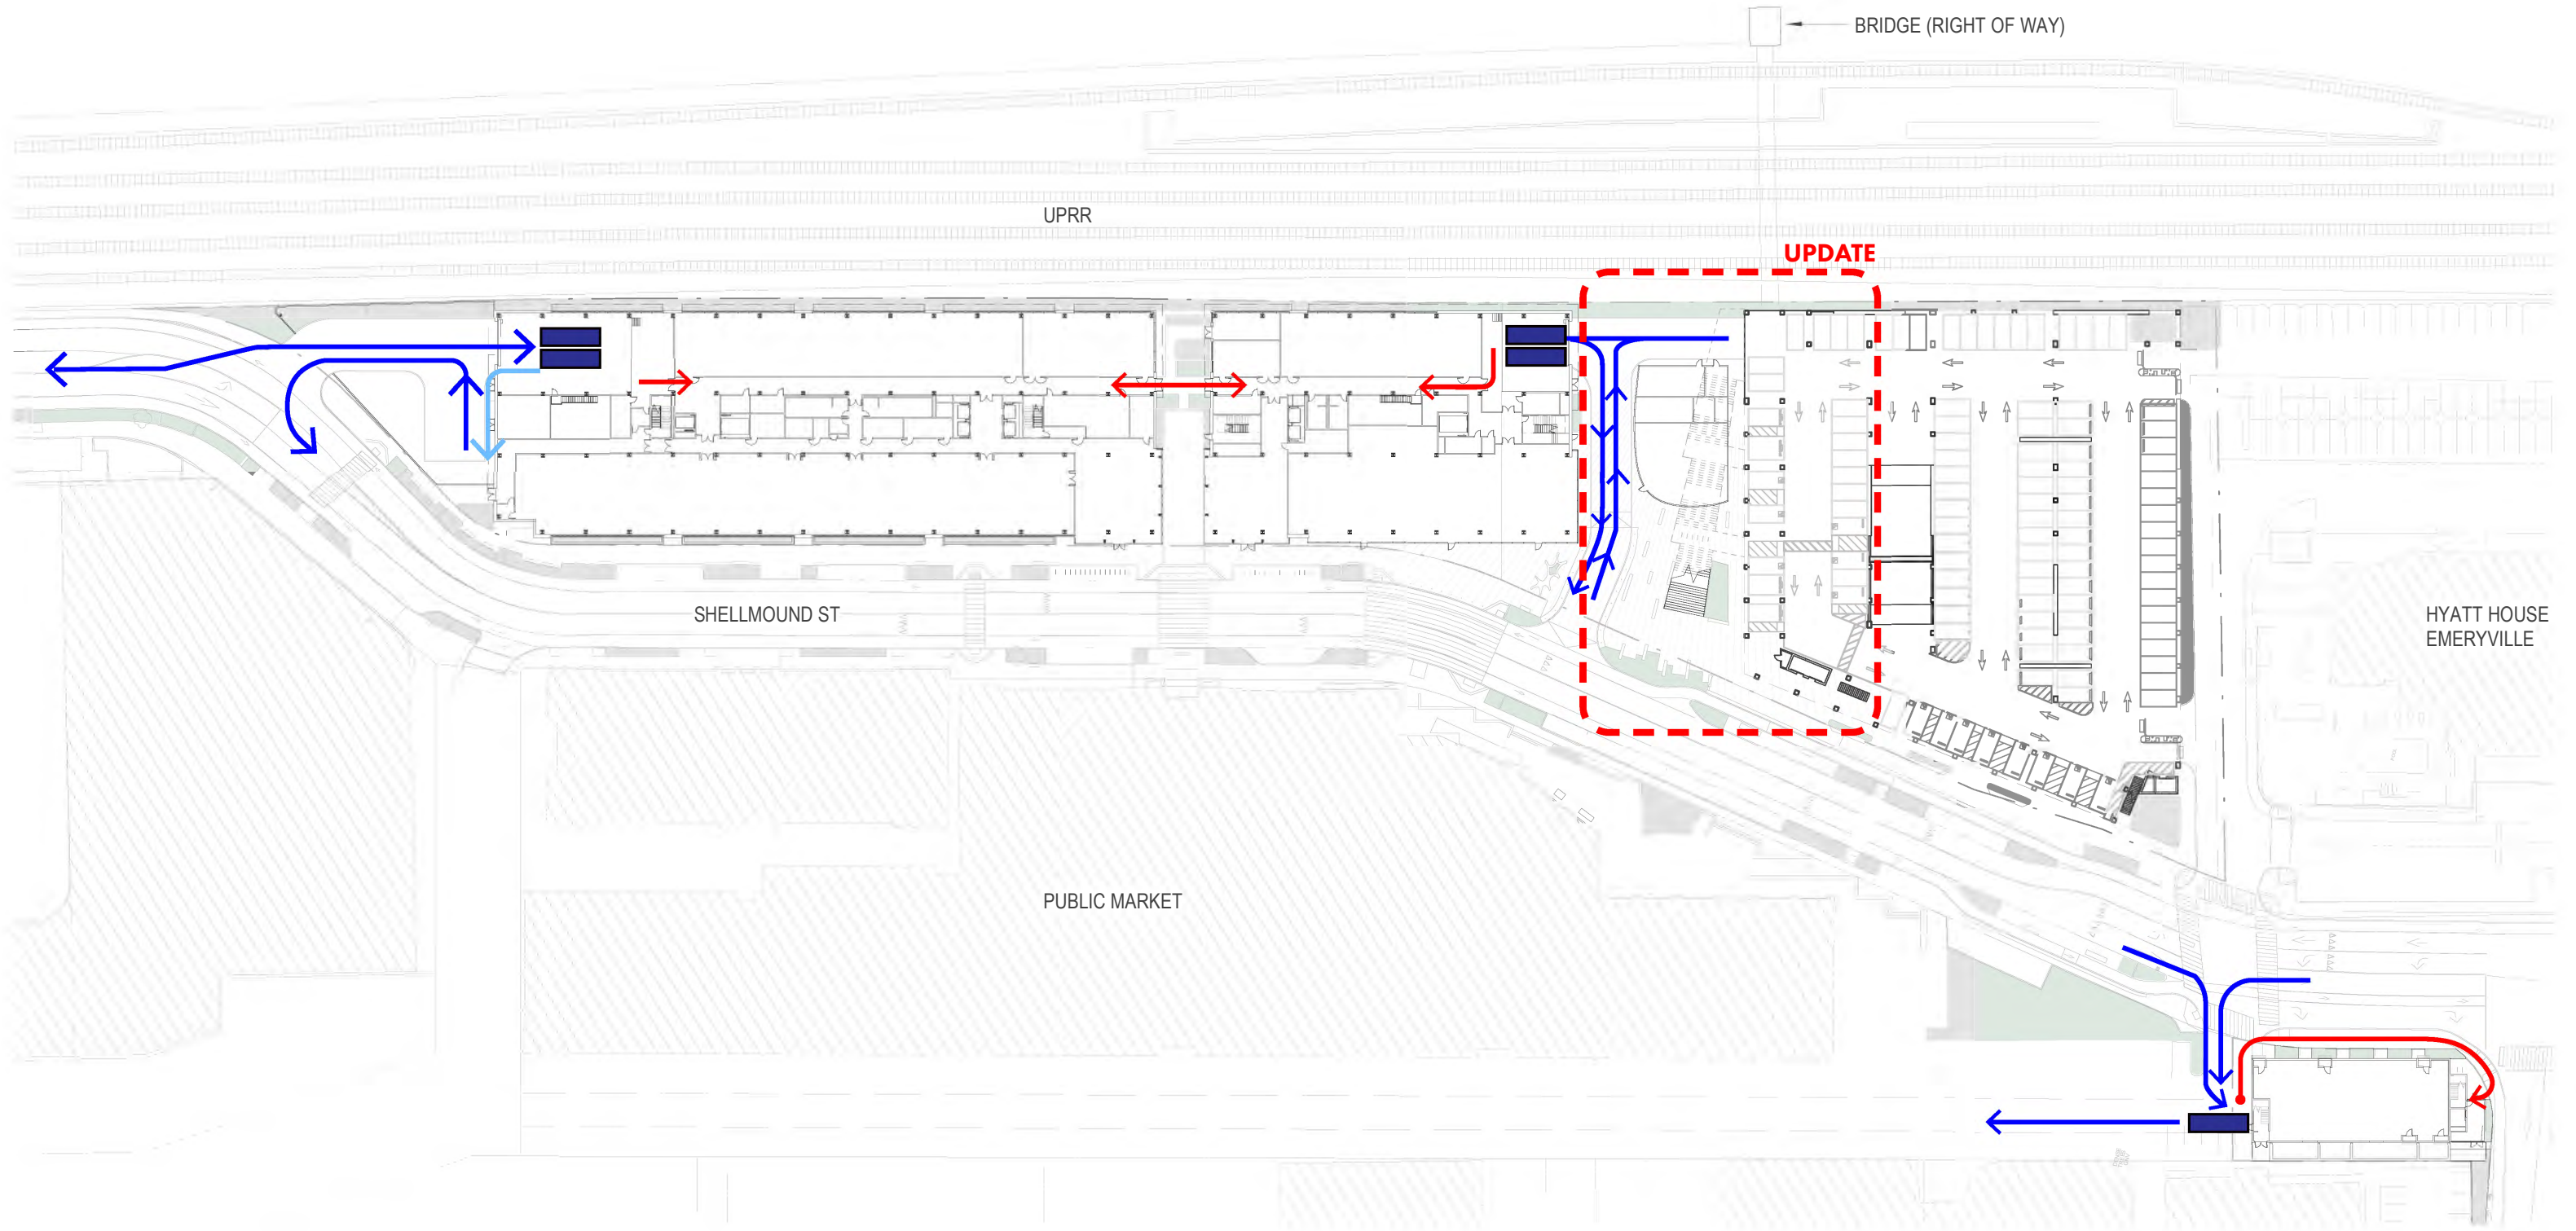 BRIDGE (RIGHT OF WAY)
UPRR
UPDATE
SHELLMOUND ST
HYATT HOUSE
EMERYVILLE
PUBLIC MARKET